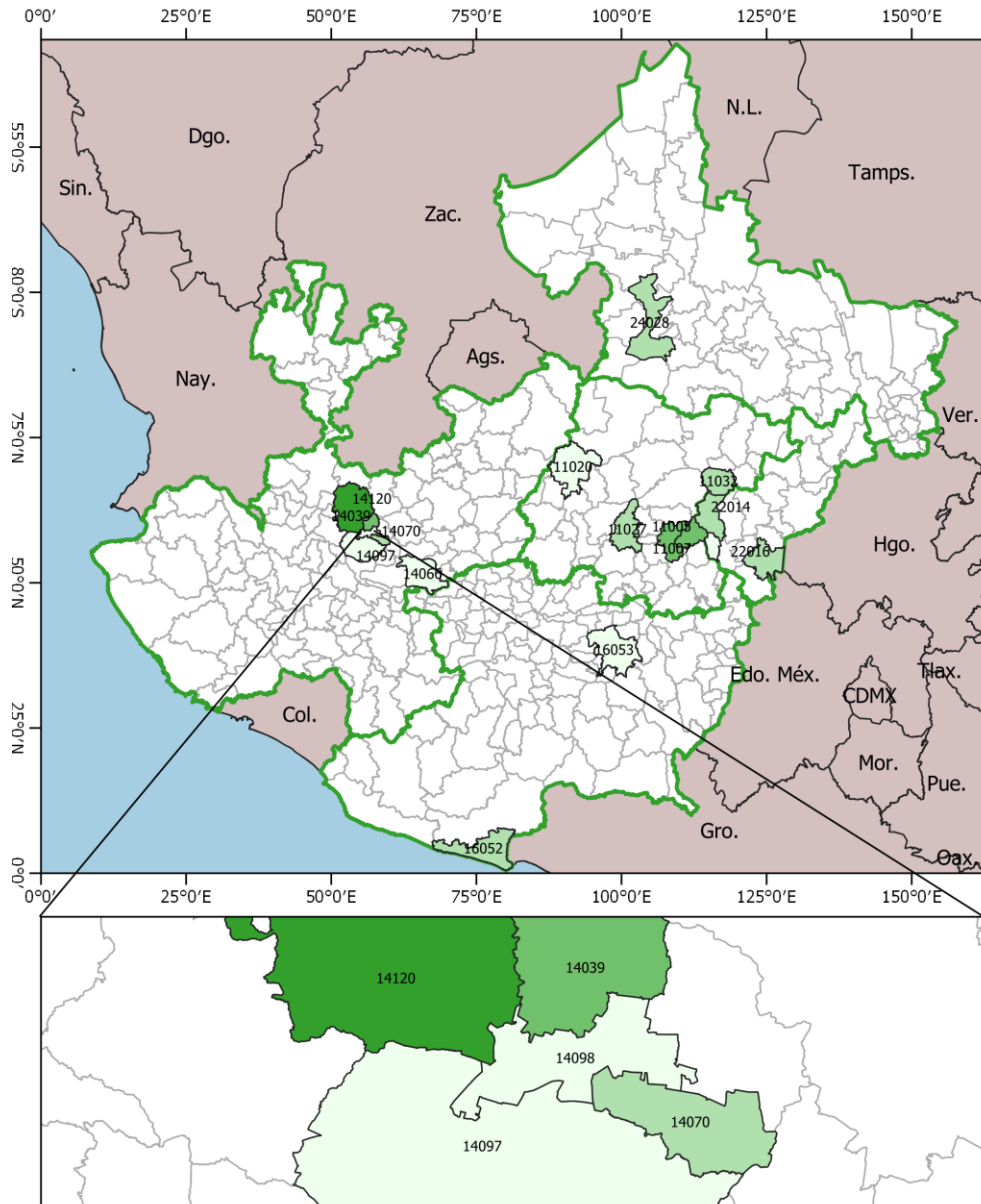 0°0' 25°0'E 50°0'E 75°0'E 100°0'E 125°0'E 150°0'E
N.L.
Dgo.
55°0'S
Tamps.
Sin.
Zac.
80°0'S
24028
Ags.
Nay.
Ver.
75°0'N
11020
11032
14120
22014
14039
11027
11005
14070
11007
22016
Hgo.
14097
14066
50°0'N
16053
Tlax.
Edo. Méx.
CDMX
Col.
25°0'N
Mor.
Pue.
Gro.
16052
Oax.
0°0'
0°0' 25°0'E 50°0'E 75°0'E 100°0'E 125°0'E 150°0'E
14039
14120
14098
14070
14097